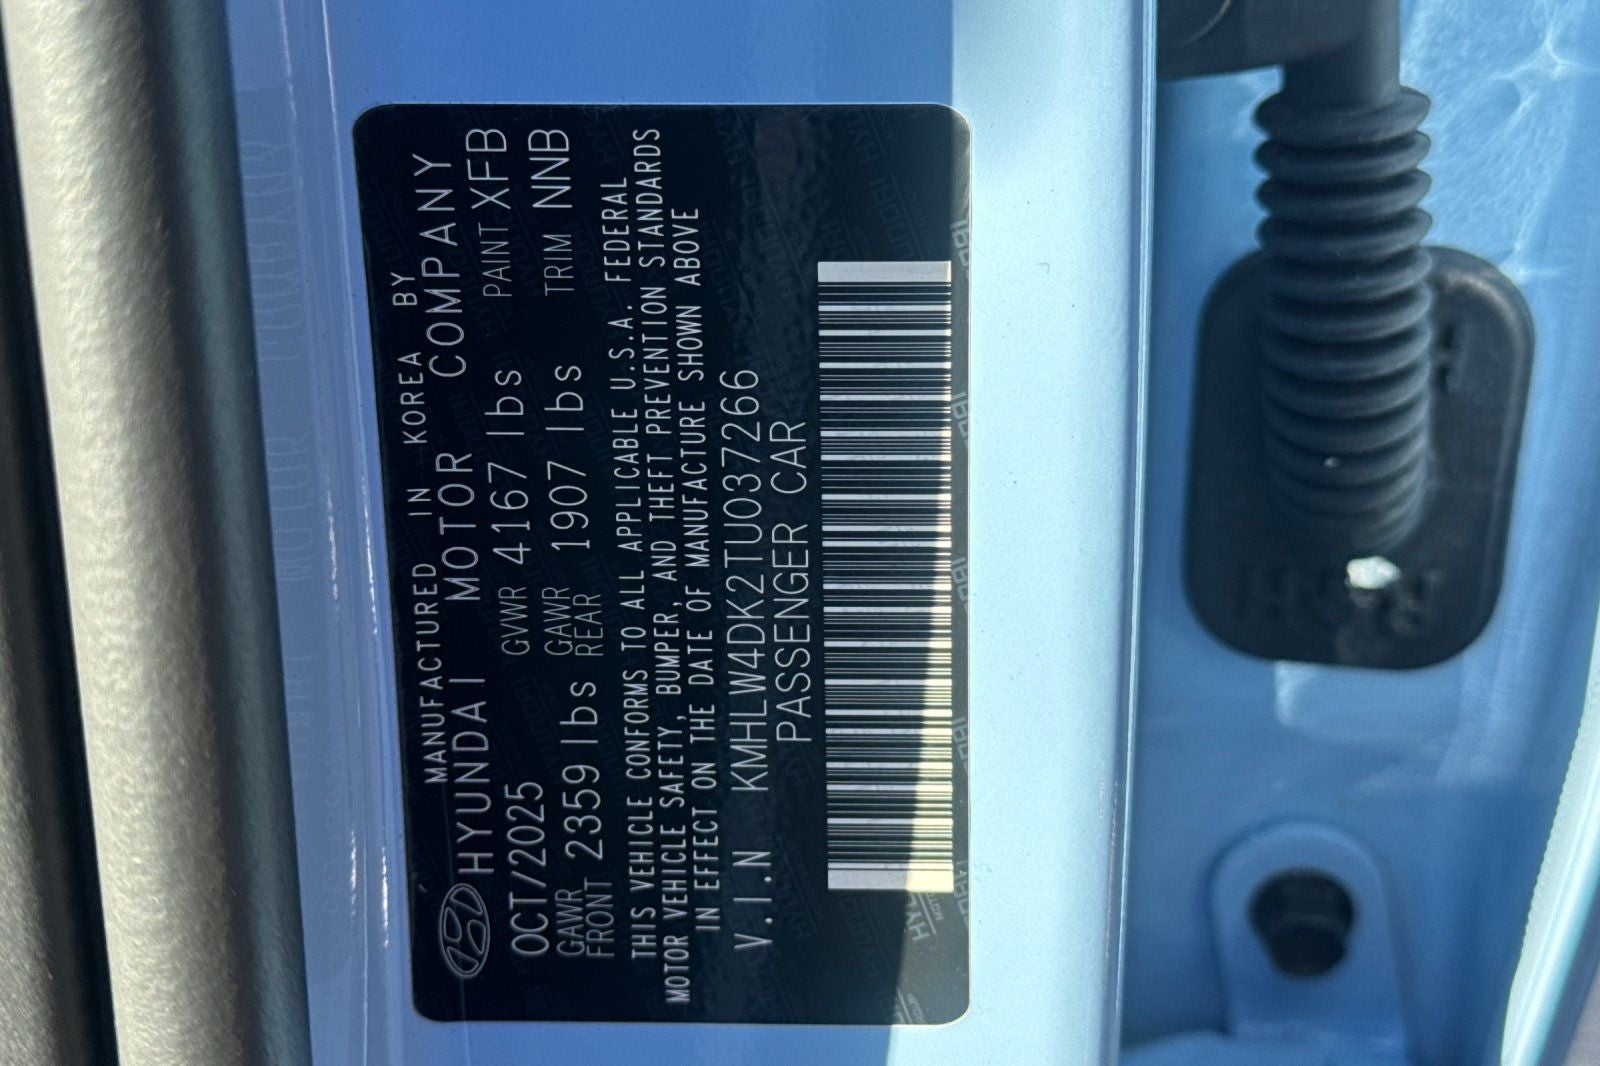 MANUFACTURED IN KOREA BY
HYUNDAI MOTOR COMPANY
OCT/2025 GVWR 4167 lbs PAINT XFB
GAWR FRONT 2359 lbs GAWR REAR 1907 lbs TRIM NNB
THIS VEHICLE CONFORMS TO ALL APPLICABLE U.S.A. FEDERAL
MOTOR VEHICLE SAFETY, BUMPER, AND THEFT PREVENTION STANDARDS
IN EFFECT ON THE DATE OF MANUFACTURE SHOWN ABOVE
V.I.N KMHLW4DK2TU037266
PASSENGER CAR